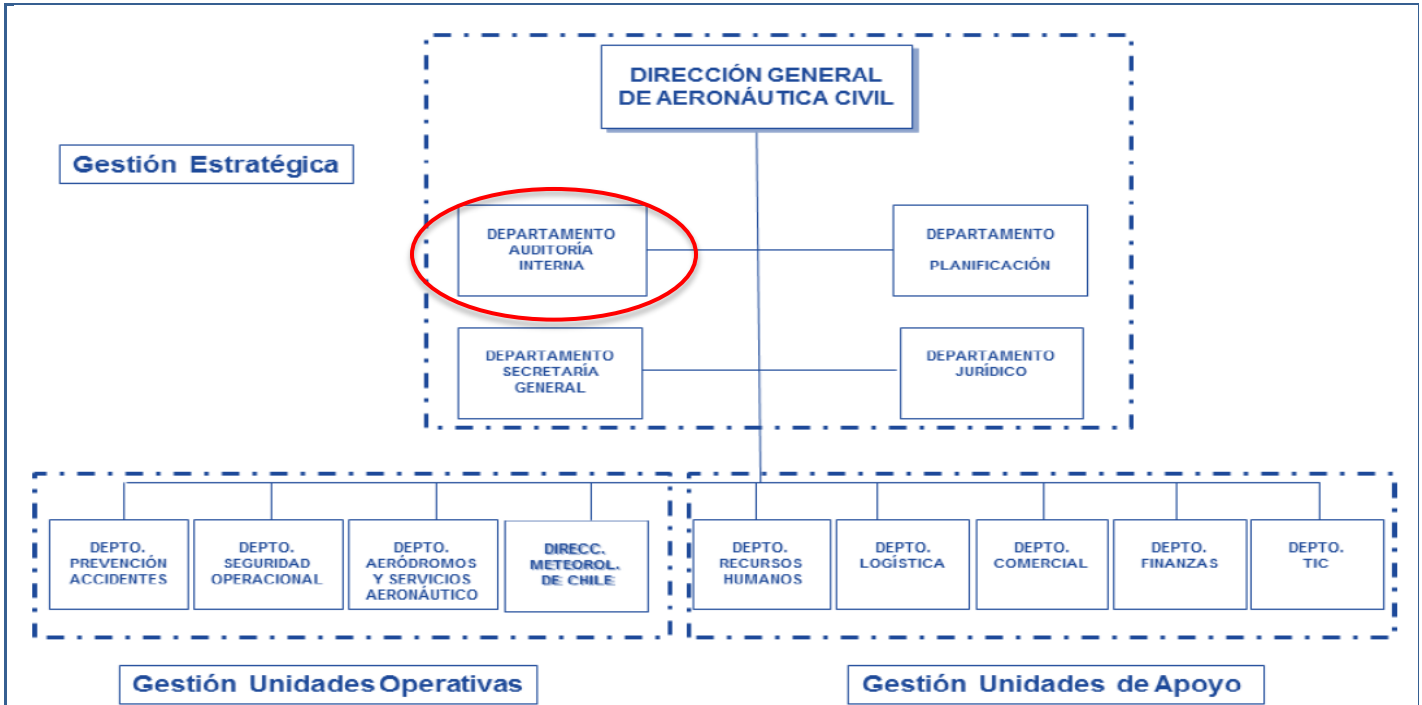 DIRECCIÓN GENERAL
DE AERONÁUTICA CIVIL
Gestión Estratégica
DEPARTAMENTO
AUDITORÍA
INTERNA
DEPARTAMENTO
PLANIFICACIÓN
DEPARTAMENTO
SECRETARÍA
GENERAL
DEPARTAMENTO
JURÍDICO
DEPTO.
PREVENCIÓN
ACCIDENTES
DEPTO.
SEGURIDAD
OPERACIONAL
DEPTO.
AERÓDROMOS
Y SERVICIOS
AERONÁUTICO
DIRECC.
METEOROL.
DE CHILE
DEPTO.
RECURSOS
HUMANOS
DEPTO.
LOGÍSTICA
DEPTO.
COMERCIAL
DEPTO.
FINANZAS
DEPTO.
TIC
Gestión Unidades Operativas
Gestión Unidades de Apoyo